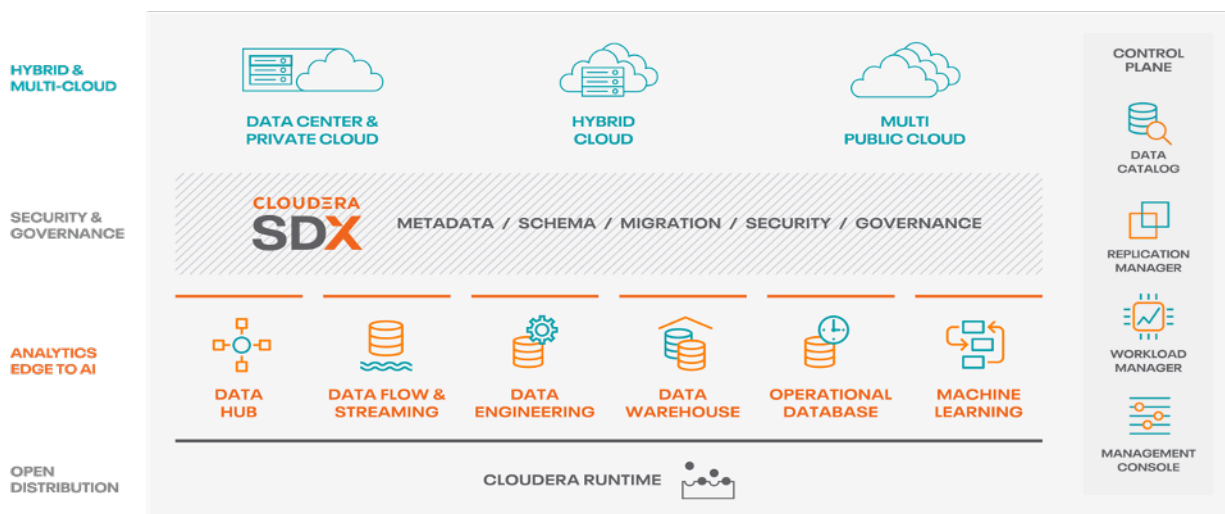 HYBRID &
MULTI-CLOUD
DATA CENTER &
PRIVATE CLOUD
HYBRID
CLOUD
MULTI
PUBLIC CLOUD
SECURITY &
GOVERNANCE
CLOUDERA
SDX
METADATA / SCHEMA / MIGRATION / SECURITY / GOVERNANCE
ANALYTICS
EDGE TO AI
DATA
HUB
DATA FLOW &
STREAMING
DATA
ENGINEERING
DATA
WAREHOUSE
OPERATIONAL
DATABASE
MACHINE
LEARNING
OPEN
DISTRIBUTION
CLOUDERA RUNTIME
CONTROL
PLANE
DATA
CATALOG
REPLICATION
MANAGER
WORKLOAD
MANAGER
MANAGEMENT
CONSOLE